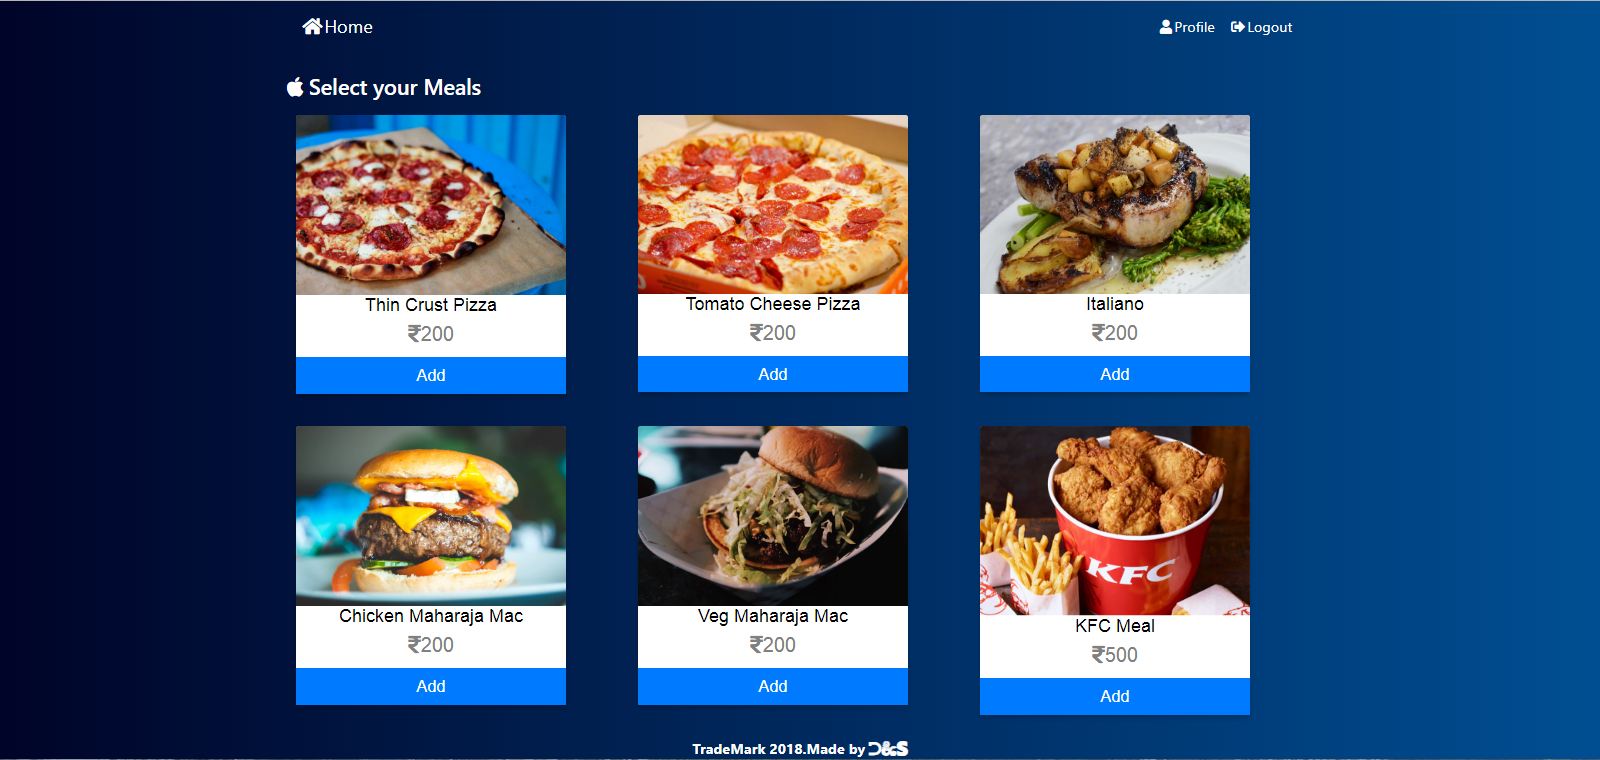 Home
Profile
Logout
Select your Meals
Thin Crust Pizza
₹200
Add
Tomato Cheese Pizza
₹200
Add
Italiano
₹200
Add
Chicken Maharaja Mac
₹200
Add
Veg Maharaja Mac
₹200
Add
KFC
KFC Meal
₹500
Add
TradeMark 2018.Made by D&S